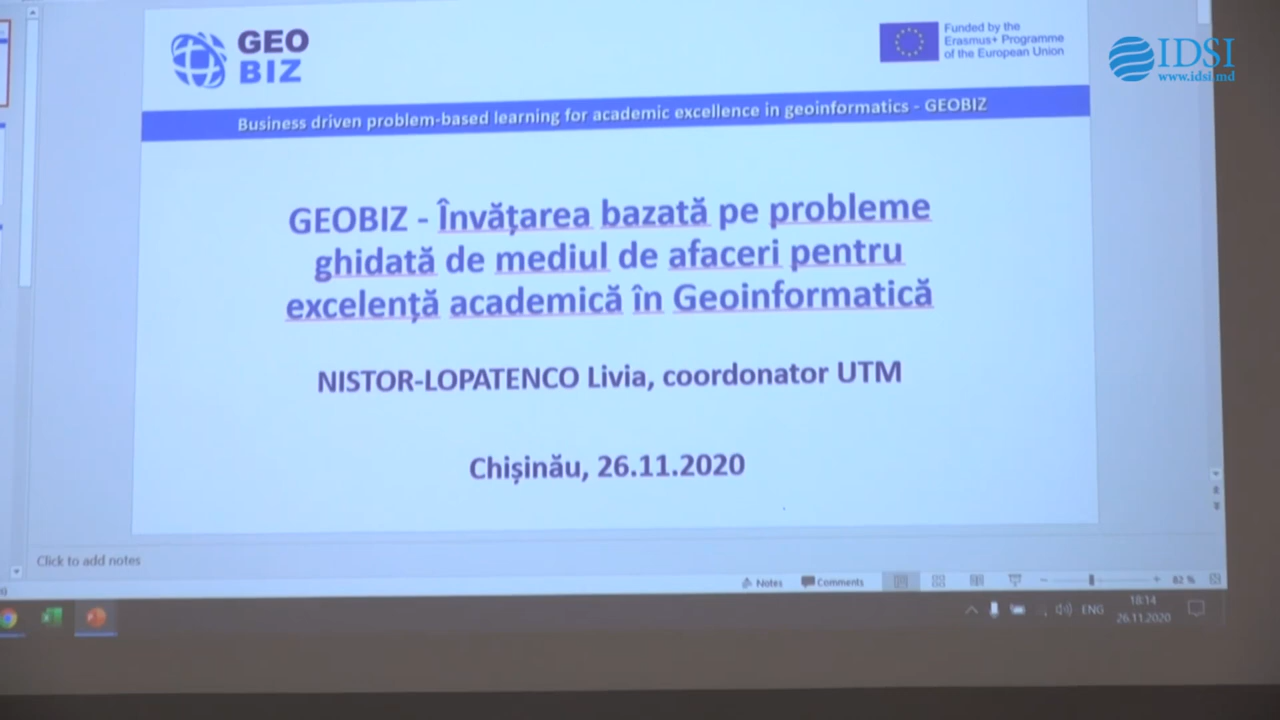 GEO
BIZ
Funded by the
Erasmus+ Programme
of the European Union
IDSI
www.idsi.md
Business driven problem-based learning for academic excellence in geoinformatics - GEOBIZ
GEOBIZ - Învățarea bazată pe probleme
ghidată de mediul de afaceri pentru
excelență academică în Geoinformatică
NISTOR-LOPATENCO Livia, coordonator UTM
Chișinău, 26.11.2020
Click to add notes
Notes
Comments
82 %
ENG
18:14
26.11.2020